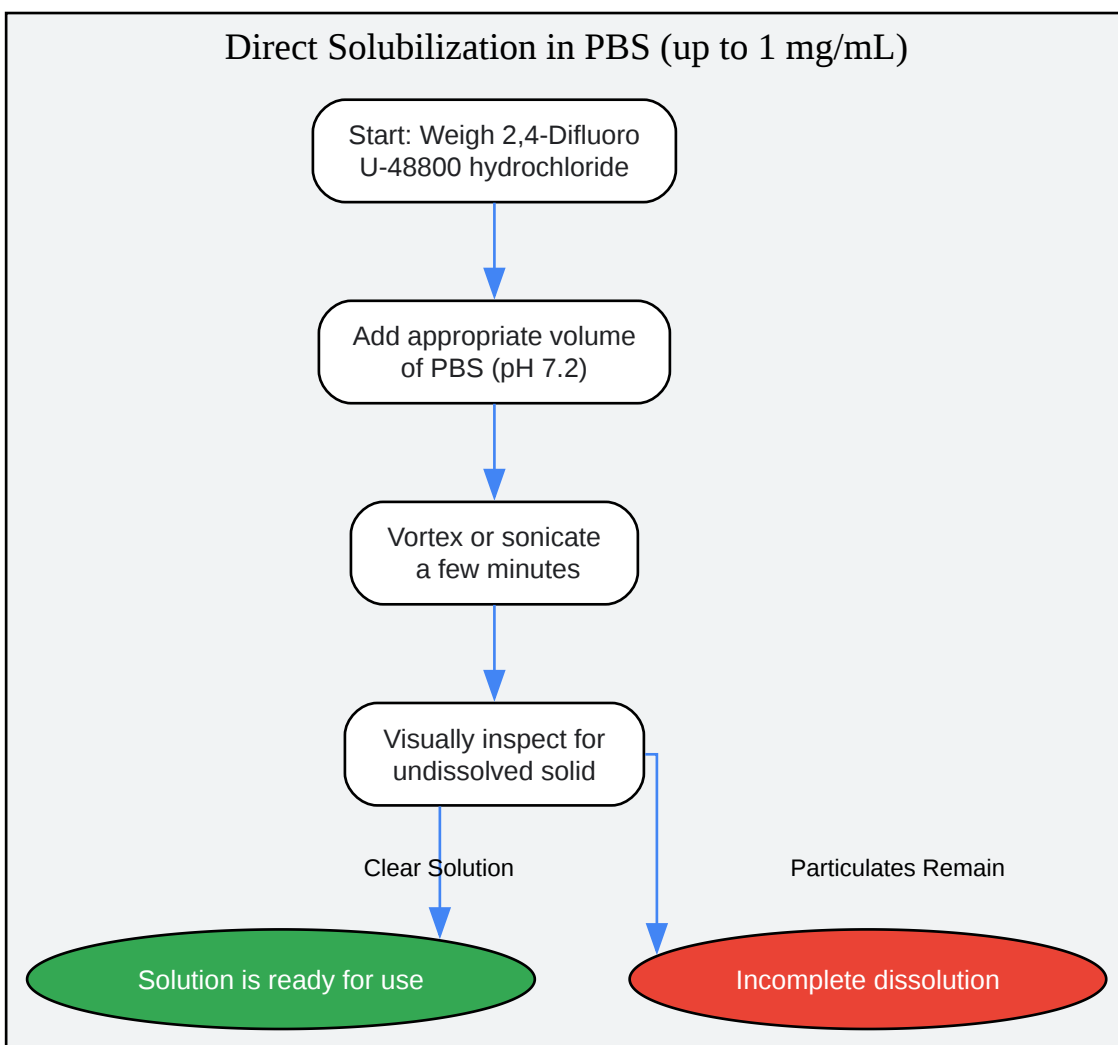 Direct Solubilization in PBS (up to 1 mg/mL)
Start: Weigh 2,4-Difluoro
U-48800 hydrochloride
Add appropriate volume
of PBS (pH 7.2)
Vortex or sonicate
a few minutes
Visually inspect for
undissolved solid
Clear Solution
Particulates Remain
Solution is ready for use
Incomplete dissolution